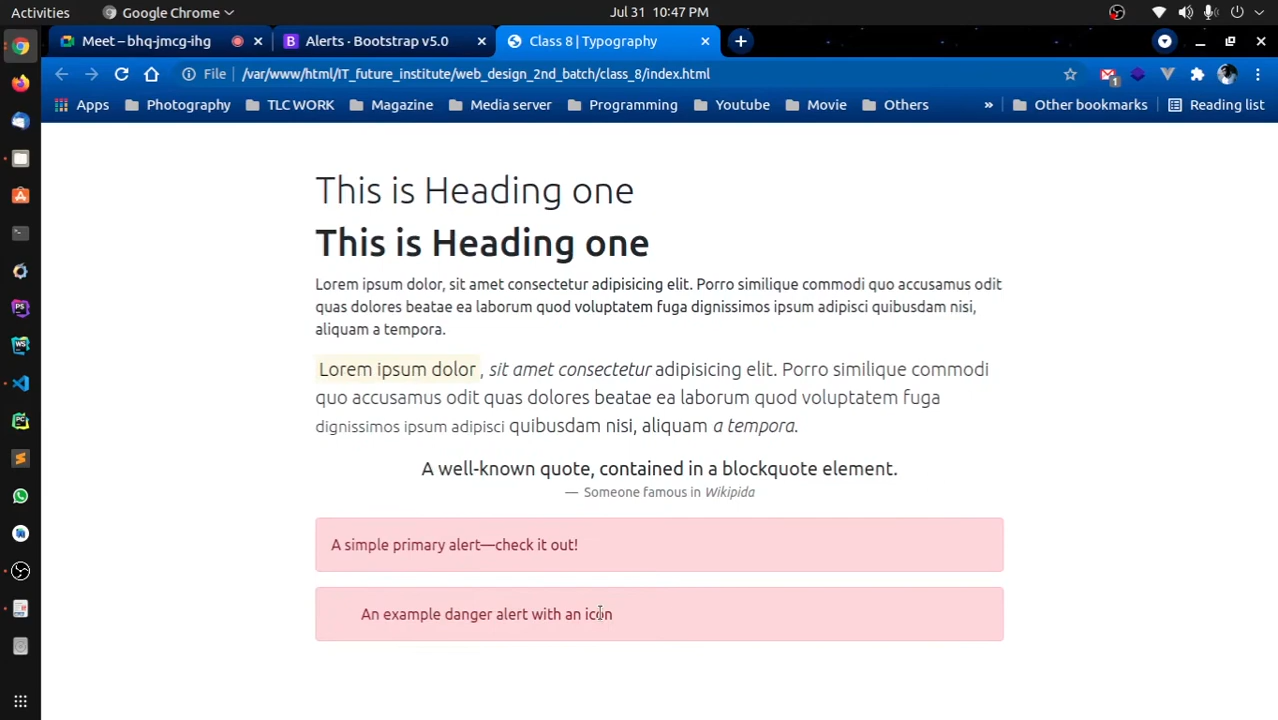 Activities Google Chrome Jul 31 10:47 PM
Meet – bhq-jmcg-ihg Alerts · Bootstrap v5.0 Class 8 | Typography
File /var/www/html/IT_future_institute/web_design_2nd_batch/class_8/index.html 1
Apps Photography TLC WORK Magazine Media server Programming Youtube Movie Others » Other bookmarks Reading list
This is Heading one
This is Heading one
Lorem ipsum dolor, sit amet consectetur adipisicing elit. Porro similique commodi quo accusamus odit
quas dolores beatae ea laborum quod voluptatem fuga dignissimos ipsum adipisci quibusdam nisi,
aliquam a tempora.
Lorem ipsum dolor , sit amet consectetur adipisicing elit. Porro similique commodi
quo accusamus odit quas dolores beatae ea laborum quod voluptatem fuga
dignissimos ipsum adipisci quibusdam nisi, aliquam a tempora.
A well-known quote, contained in a blockquote element.
— Someone famous in Wikipida
A simple primary alert—check it out!
An example danger alert with an icon